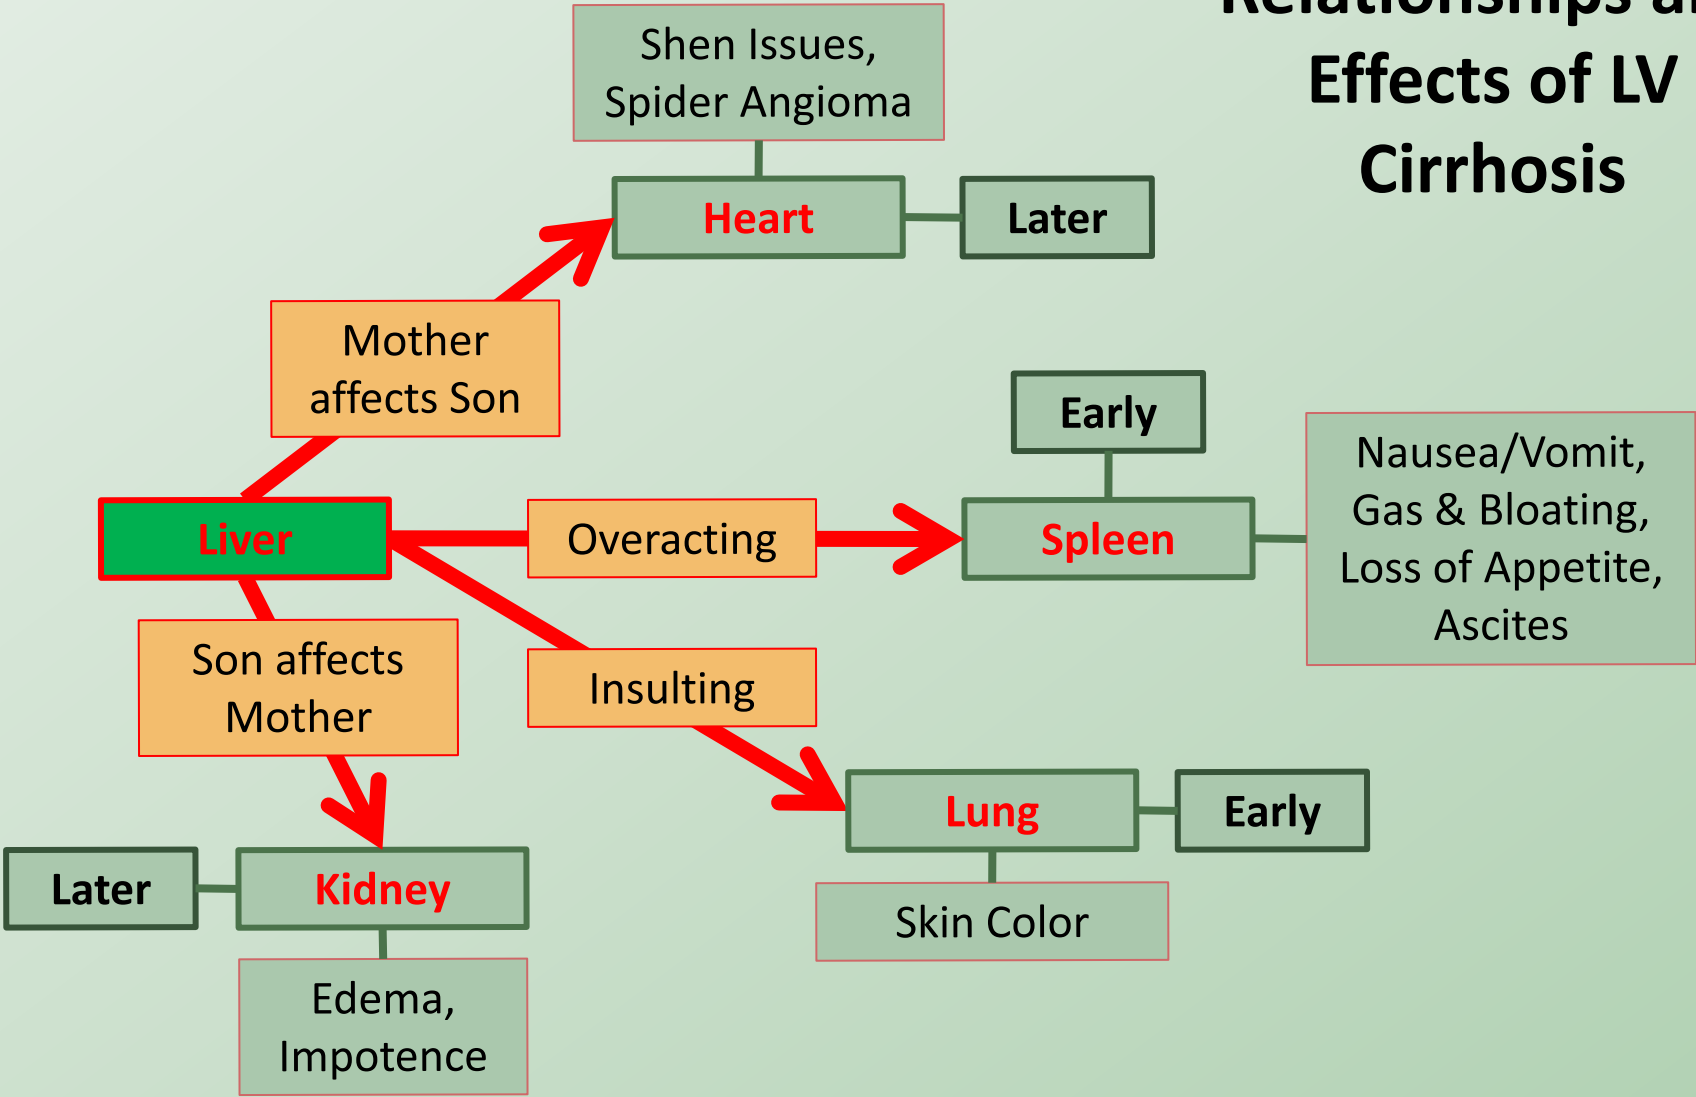 Relationships
Effects of LV
Cirrhosis
Shen Issues,
Spider Angioma
Heart
Later
Mother
affects Son
Early
Nausea/Vomit,
Gas & Bloating,
Loss of Appetite,
Ascites
Liver
Overacting
Spleen
Son affects
Mother
Insulting
Lung
Early
Skin Color
Later
Kidney
Edema,
Impotence